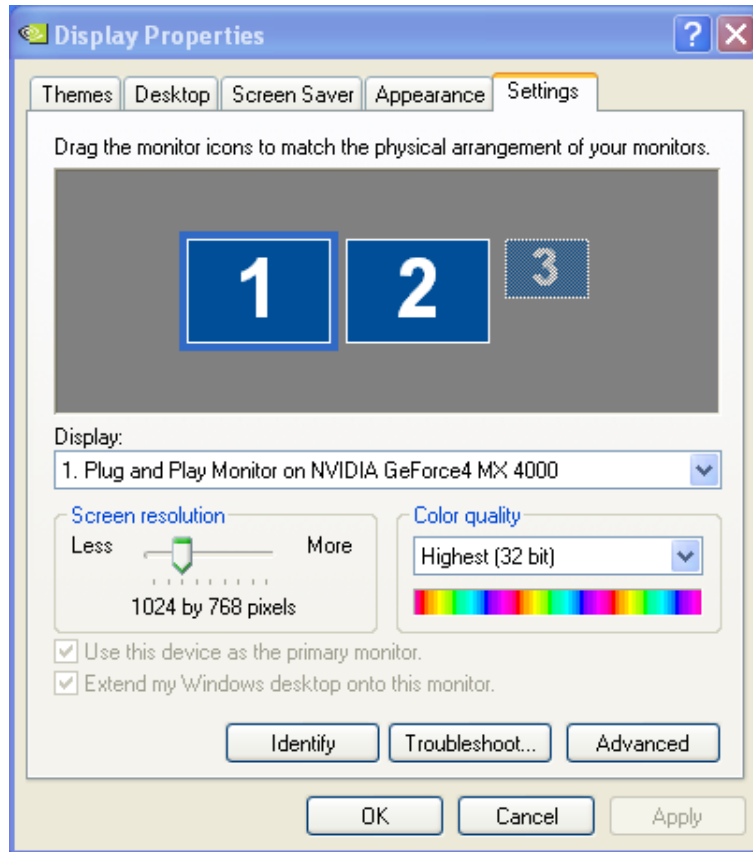 Display Properties
Themes Desktop Screen Saver Appearance Settings
Drag the monitor icons to match the physical arrangement of your monitors.
1 2 3
Display:
1. Plug and Play Monitor on NVIDIA GeForce4 MX 4000
Screen resolution
Less More
1024 by 768 pixels
Color quality
Highest (32 bit)
Use this device as the primary monitor.
Extend my Windows desktop onto this monitor.
Identify Troubleshoot... Advanced
OK Cancel Apply